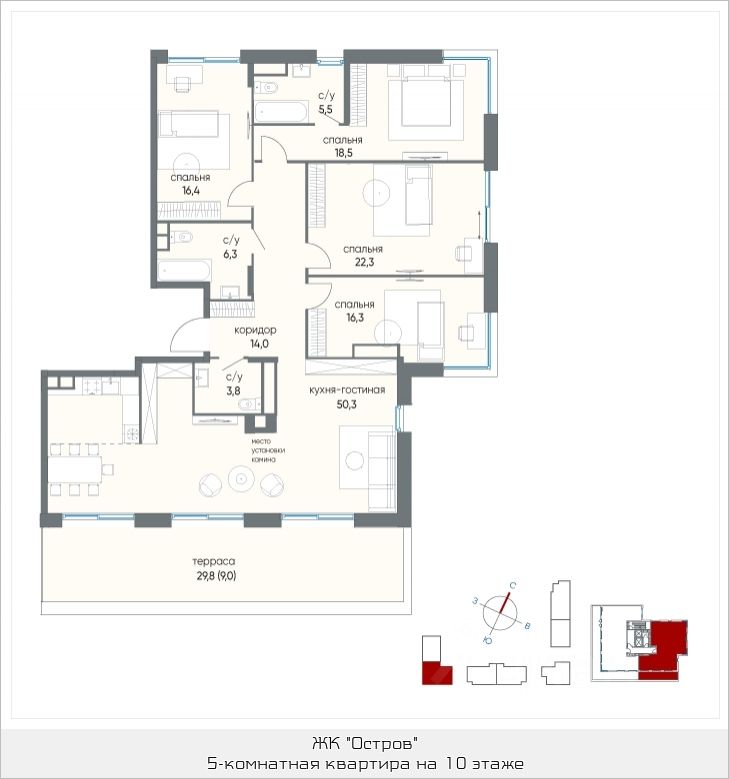 с/у
5,5
спальня
18,5
спальня
16,4
с/у
6,3
спальня
22,3
спальня
16,3
коридор
14,0
с/у
3,8
кухня-гостиная
50,3
место
установки
камина
терраса
29,8 (9,0)
С
З
В
Ю
ЖК "Остров"
5-комнатная квартира на 10 этаже